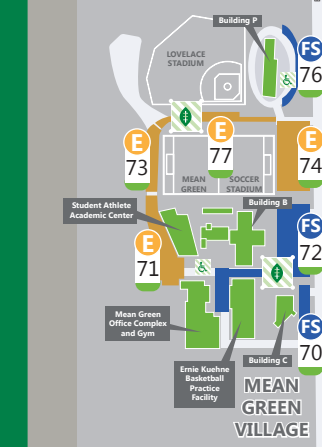 Building P
FS
76
LOVELACE
STADIUM
E
73
E
77
E
74
MEAN
GREEN
SOCCER
STADIUM
Student Athlete
Academic Center
Building B
FS
72
E
71
Mean Green
Office Complex
and Gym
FS
70
Ernie Kuehne
Basketball
Practice
Facility
Building C
MEAN
GREEN
VILLAGE